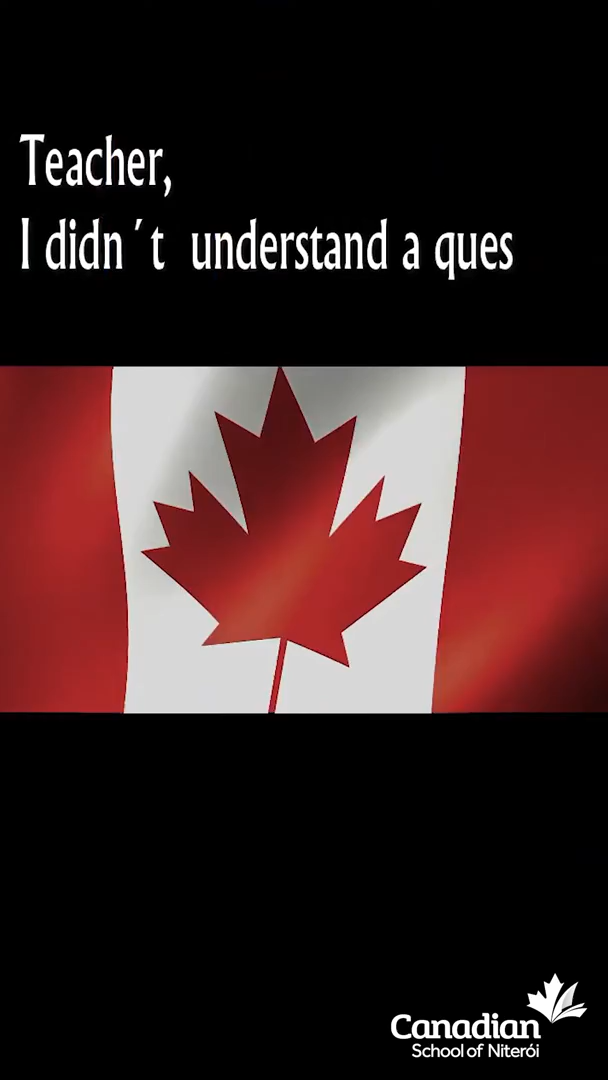 Teacher,
I didn´t understand a ques
Canadian
School of Niterói